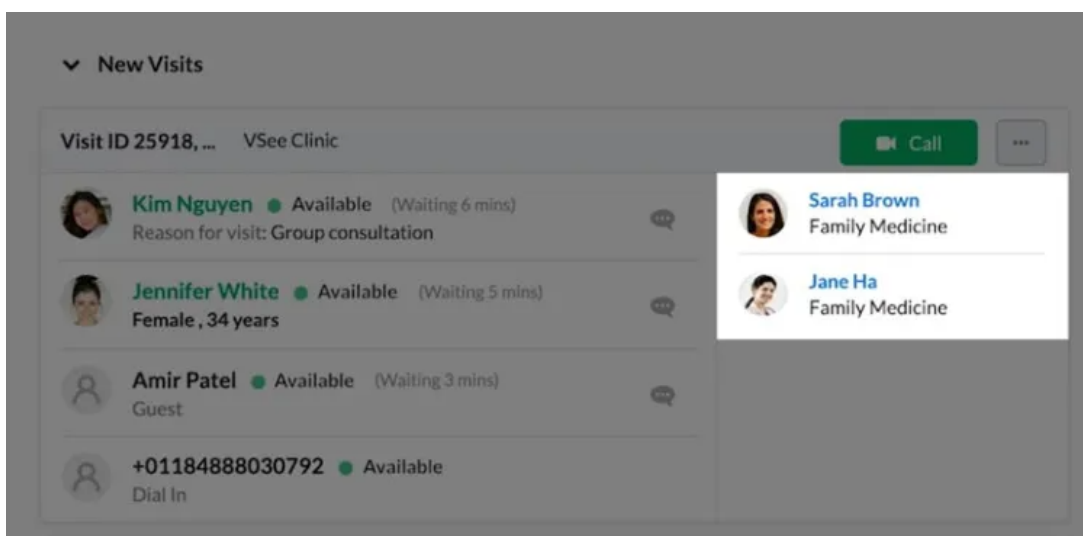 New Visits
Visit ID 25918, ... VSee Clinic
Call
...
Kim Nguyen Available (Waiting 6 mins)
Reason for visit: Group consultation
Jennifer White Available (Waiting 5 mins)
Female , 34 years
Amir Patel Available (Waiting 3 mins)
Guest
+01184888030792 Available
Dial In
Sarah Brown
Family Medicine
Jane Ha
Family Medicine